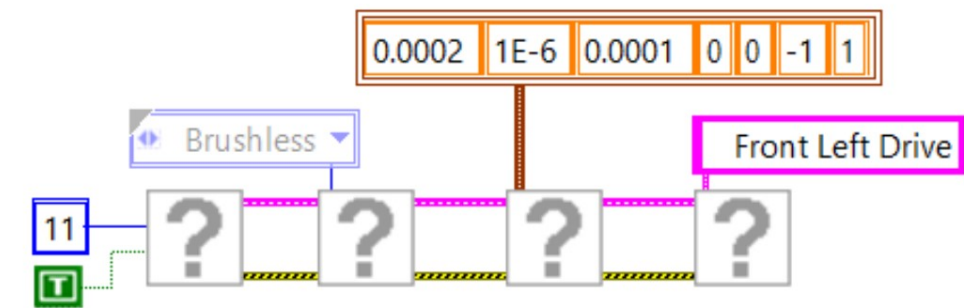 0.0002 1E-6 0.0001 0 0 -1 1
Brushless
Front Left Drive
11 ? ? ? ?
T